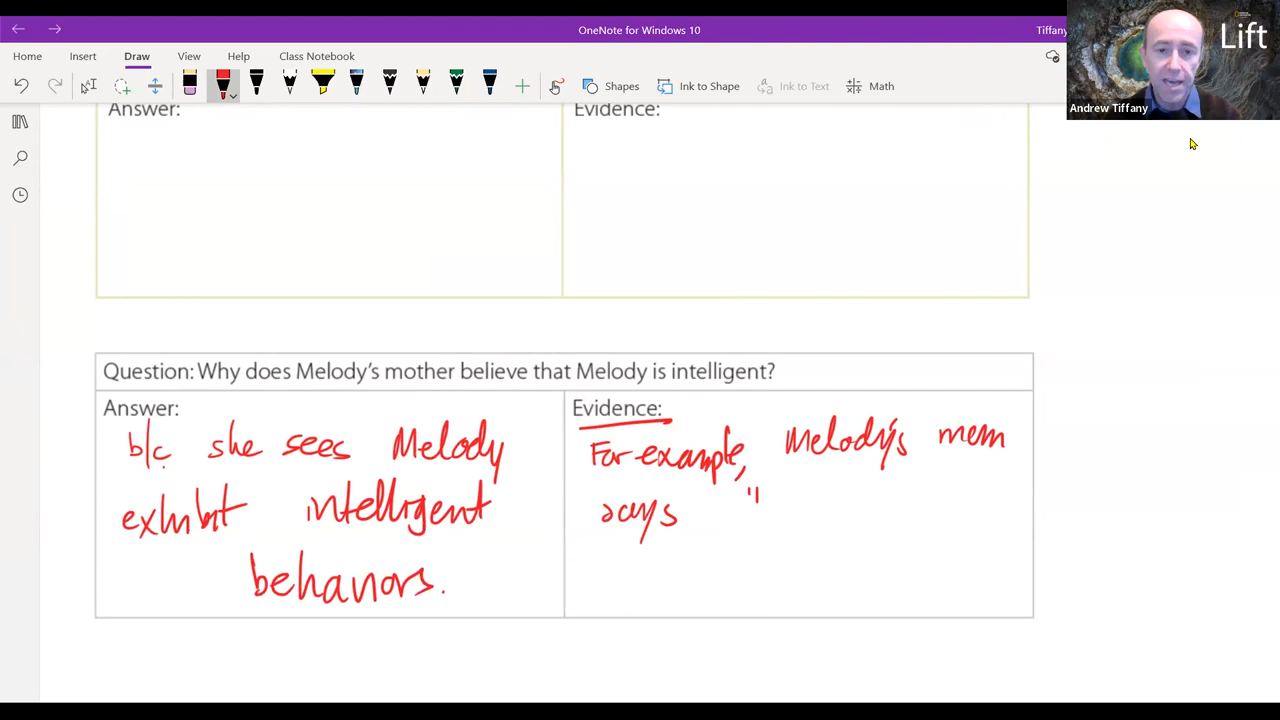 OneNote for Windows 10
Tiffany
Lift
Andrew Tiffany
Home Insert Draw View Help Class Notebook
Shapes Ink to Shape Ink to Text Math
Answer: Evidence:
Question: Why does Melody's mother believe that Melody is intelligent?
Answer:
b/c she sees Melody
exhibit intelligent
behaviors.
Evidence:
For example, Melody's mom
says "